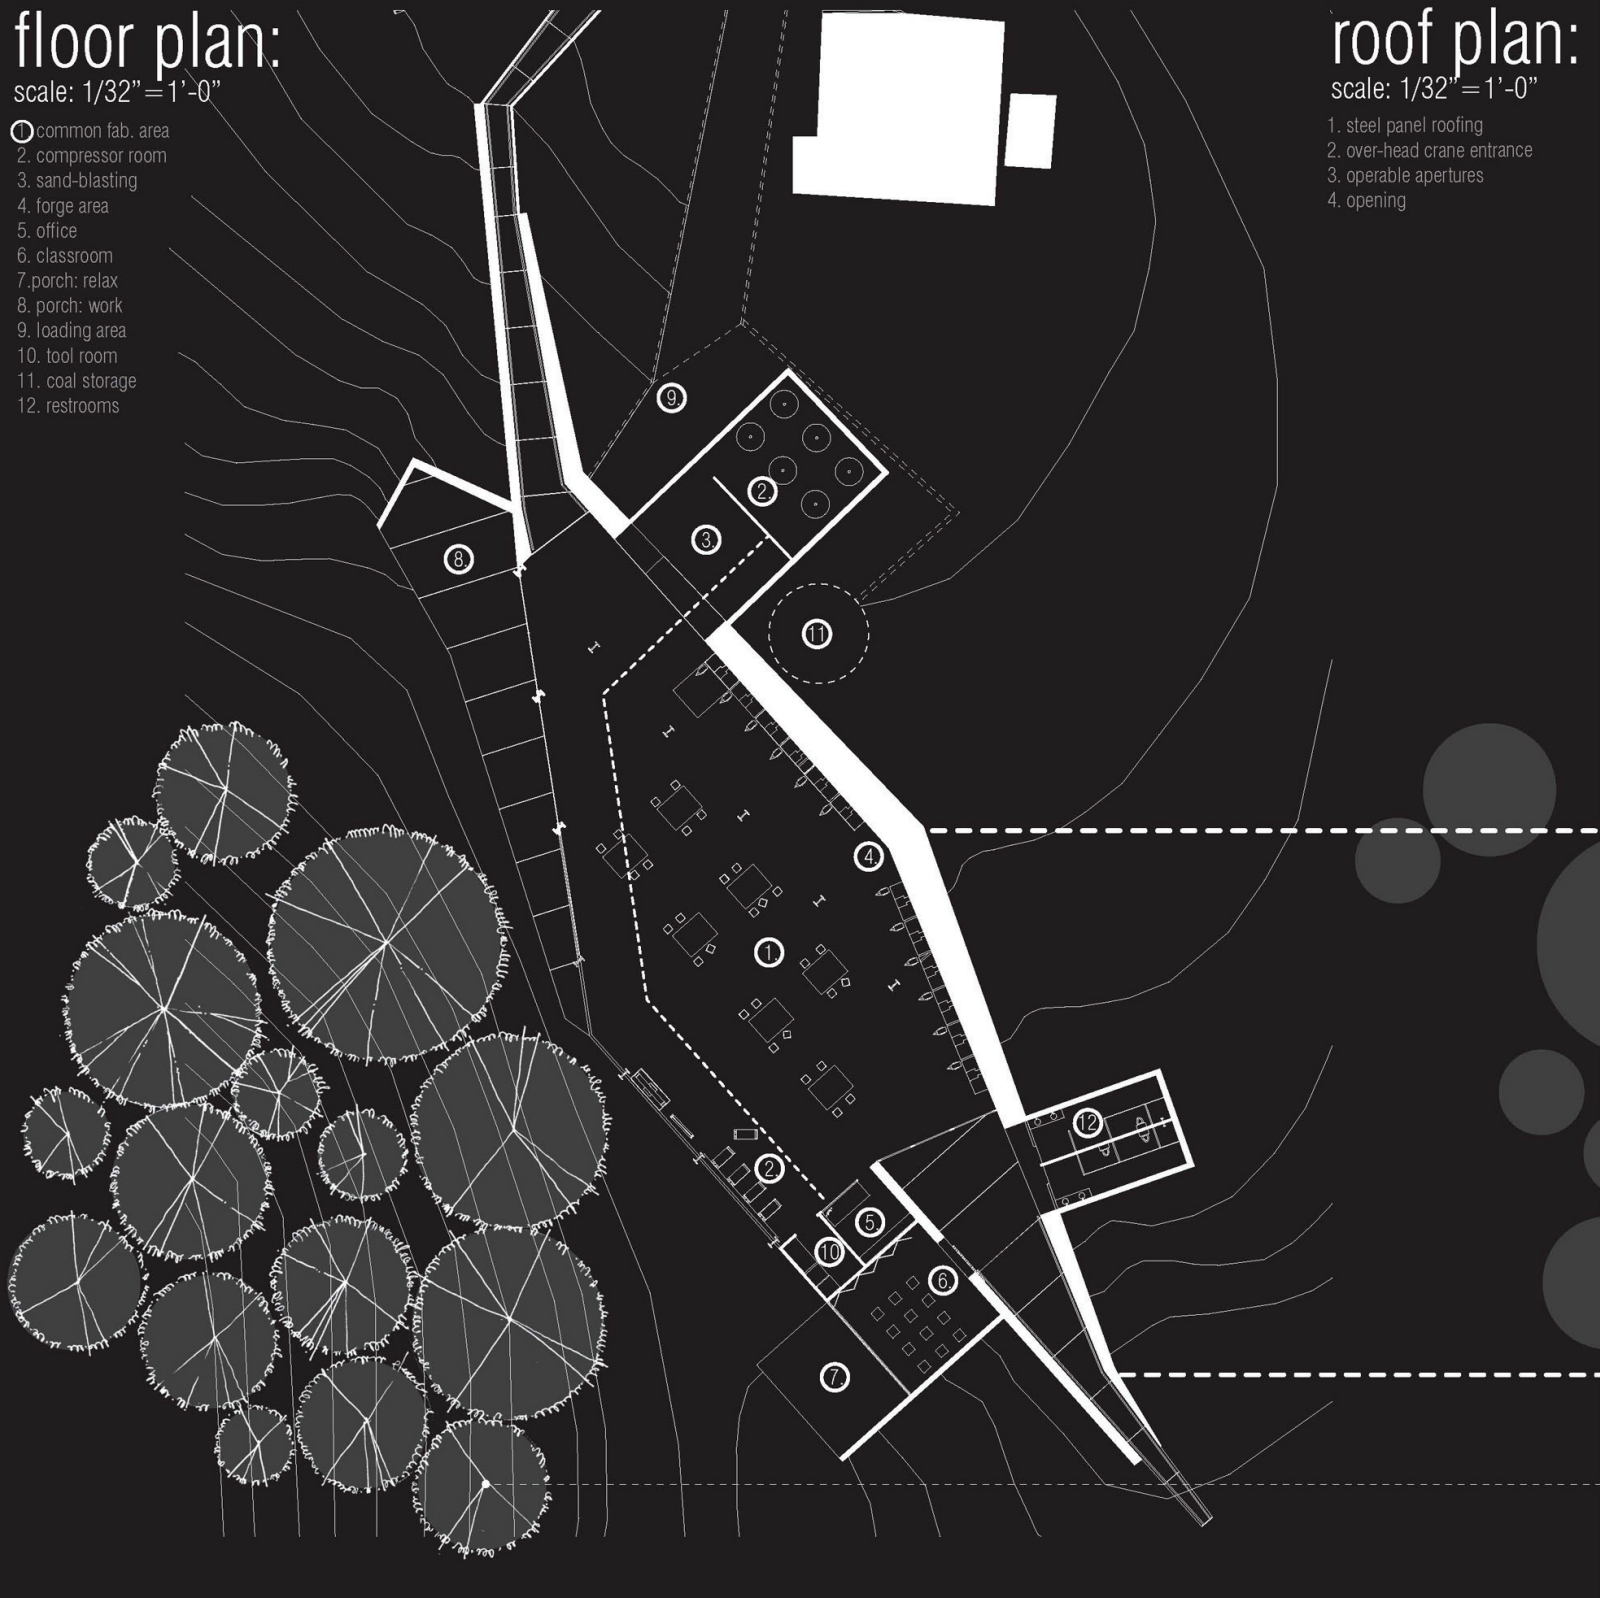 floor plan:
scale: 1/32”=1’-0”
1 common fab. area
2. compressor room
3. sand-blasting
4. forge area
5. office
6. classroom
7.porch: relax
8. porch: work
9. loading area
10. tool room
11. coal storage
12. restrooms
roof plan:
scale: 1/32”=1’-0”
1. steel panel roofing
2. over-head crane entrance
3. operable apertures
4. opening
9.
2.
3.
8.
11
4.
1.
12
2.
5.
10
6.
7.